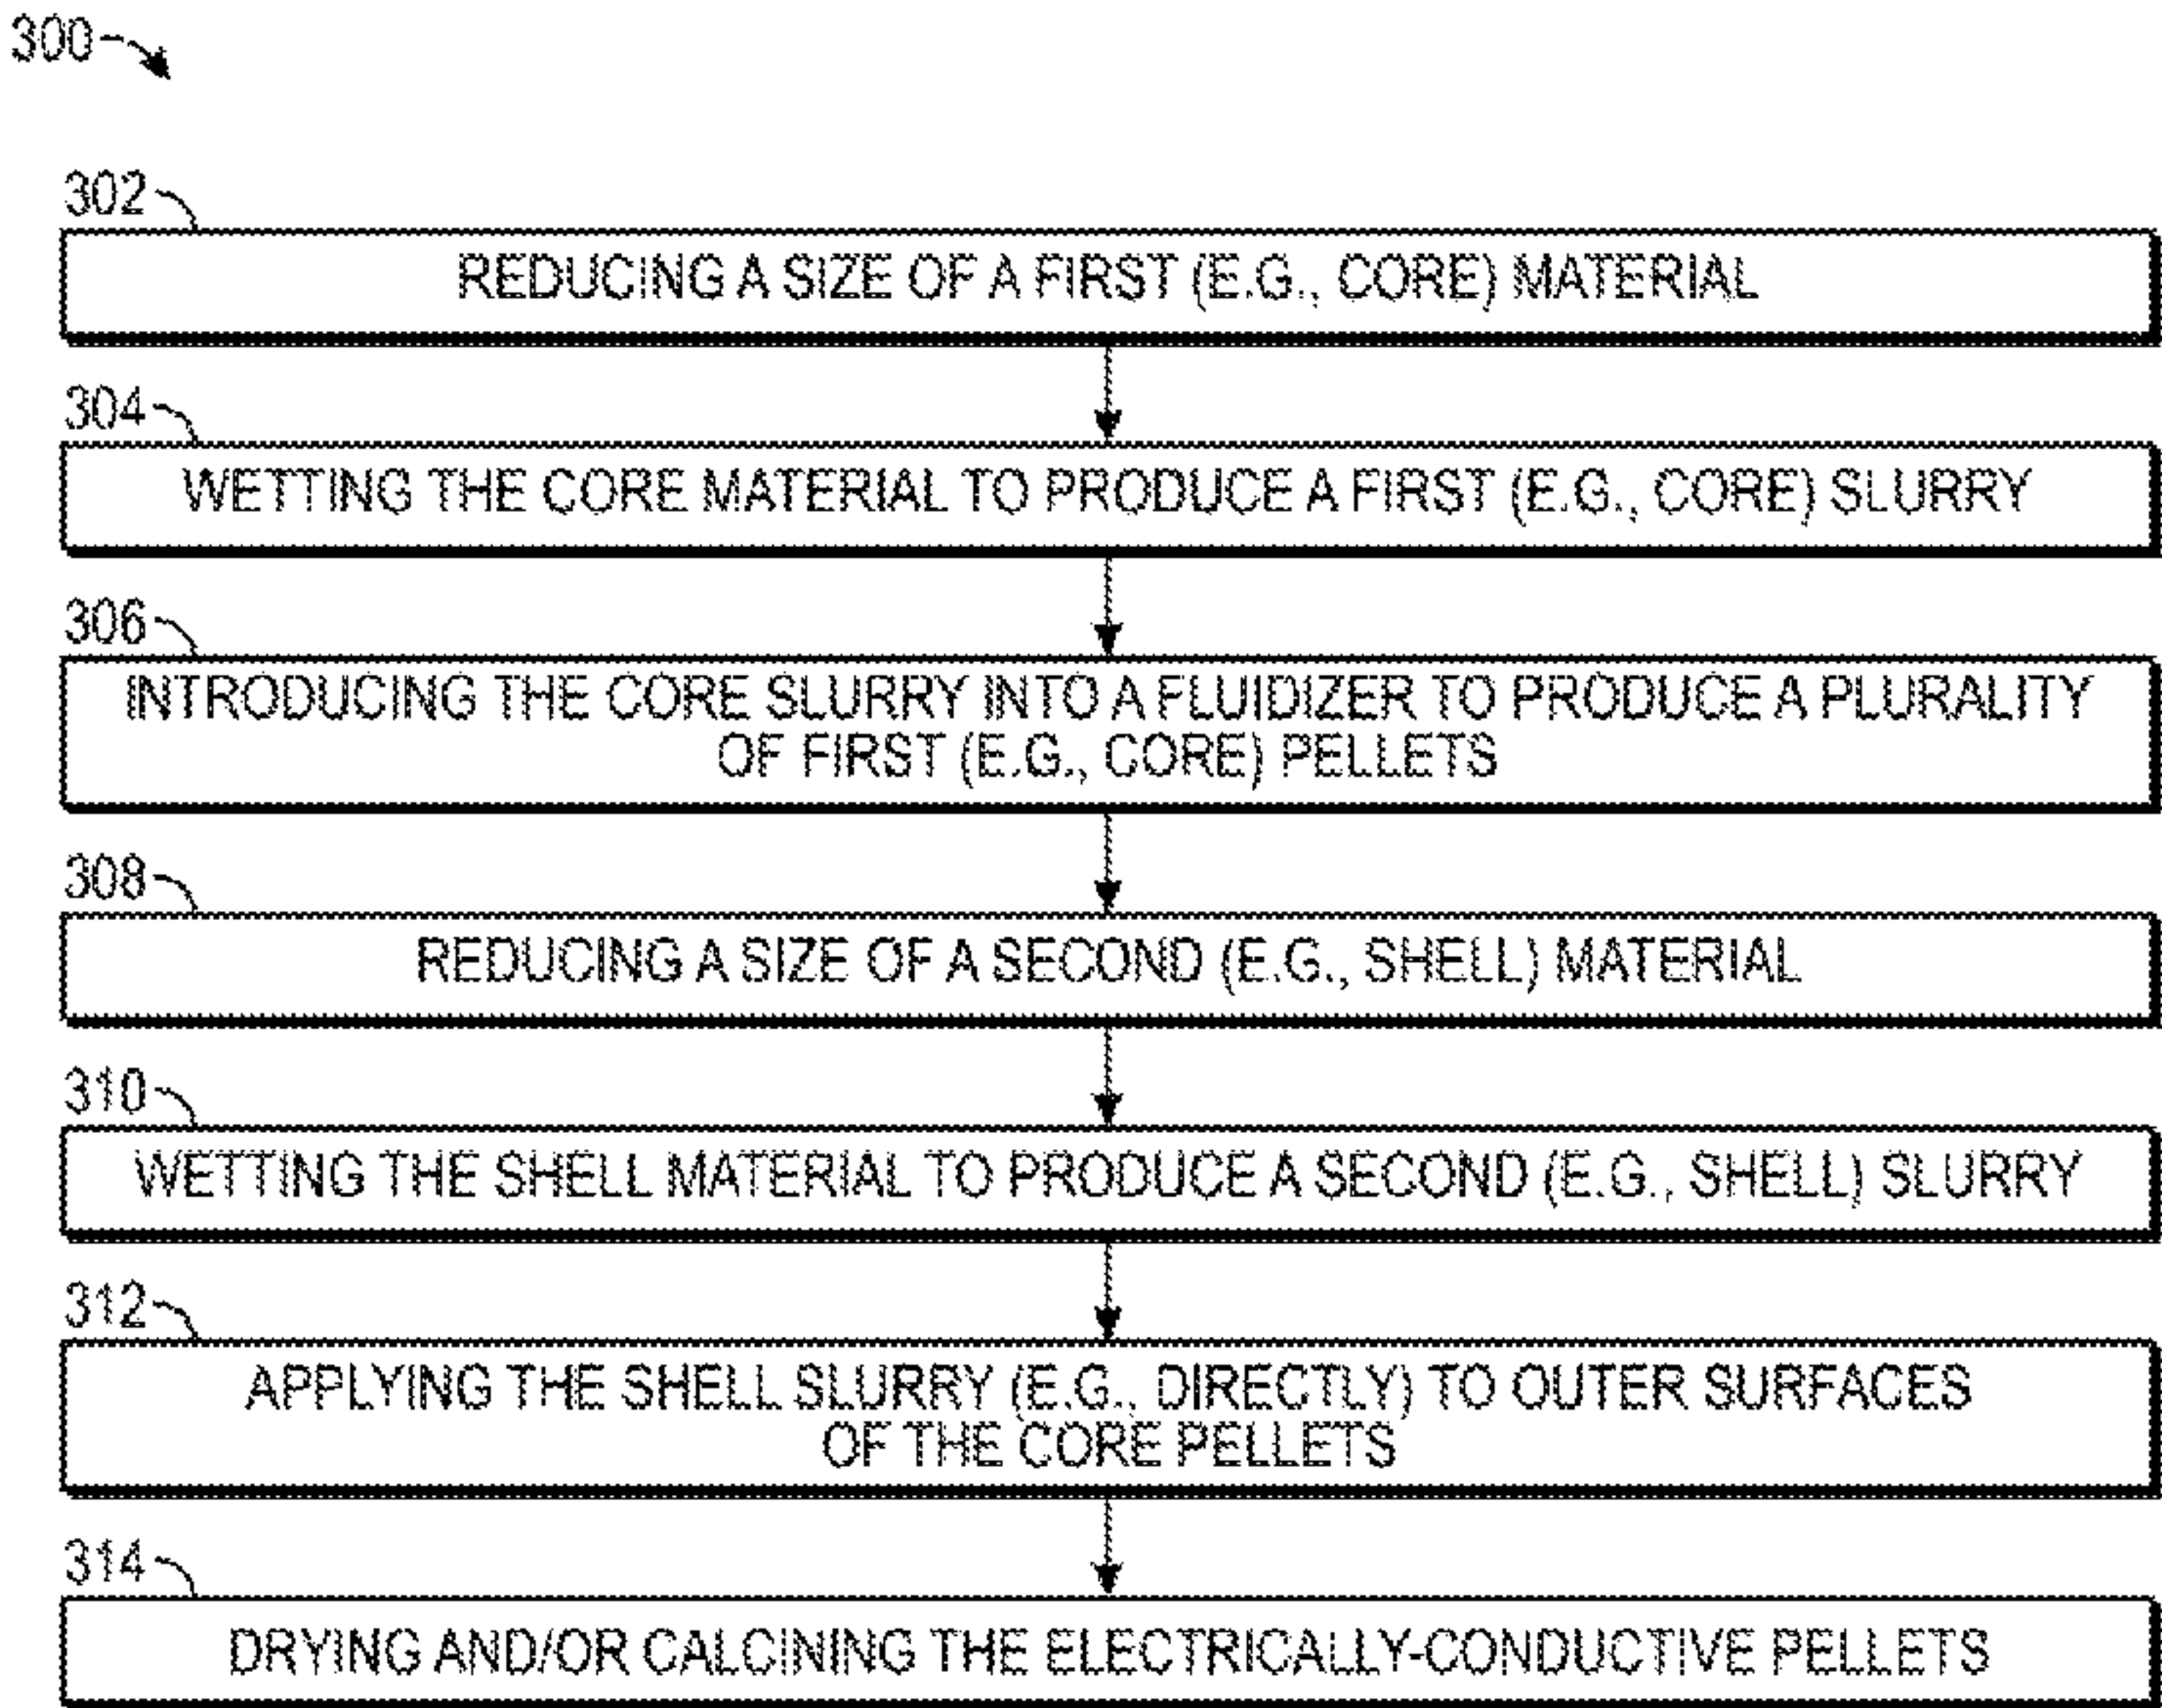 300
302
REDUCING A SIZE OF A FIRST (E.G., CORE) MATERIAL
304
WETTING THE CORE MATERIAL TO PRODUCE A FIRST (E.G., CORE) SLURRY
306
INTRODUCING THE CORE SLURRY INTO A FLUIDIZER TO PRODUCE A PLURALITY
OF FIRST (E.G., CORE) PELLETS
308
REDUCING A SIZE OF A SECOND (E.G., SHELL) MATERIAL
310
WETTING THE SHELL MATERIAL TO PRODUCE A SECOND (E.G., SHELL) SLURRY
312
APPLYING THE SHELL SLURRY (E.G., DIRECTLY) TO OUTER SURFACES
OF THE CORE PELLETS
314
DRYING AND/OR CALCINING THE ELECTRICALLY-CONDUCTIVE PELLETS